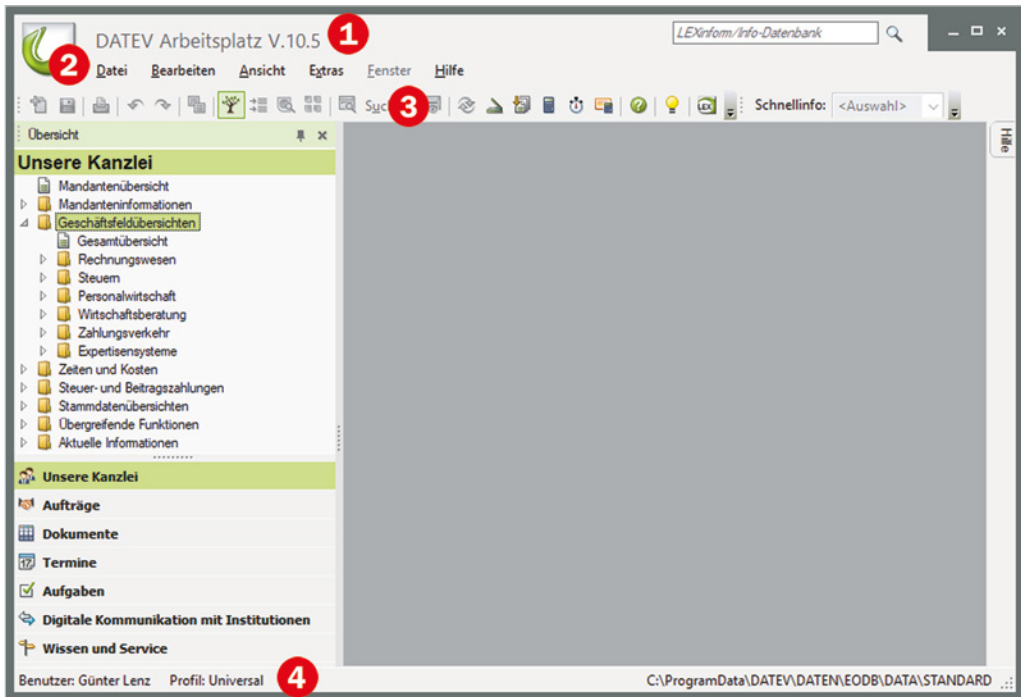 DATEV Arbeitsplatz V.10.5 1 LEXinform/Info-Datenbank
2 Datei Bearbeiten Ansicht Extras Fenster Hilfe
3 LEX Schnellinfo: <Auswahl>
Übersicht
Hilfe
Unsere Kanzlei
Mandantenübersicht
Mandanteninformationen
Geschäftsfeldübersichten
Gesamtübersicht
Rechnungswesen
Steuern
Personalwirtschaft
Wirtschaftsberatung
Zahlungsverkehr
Expertisensysteme
Zeiten und Kosten
Steuer- und Beitragszahlungen
Stammdatenübersichten
Übergreifende Funktionen
Aktuelle Informationen
Unsere Kanzlei
Aufträge
Dokumente
17 Termine
Aufgaben
Digitale Kommunikation mit Institutionen
Wissen und Service
Benutzer: Günter Lenz Profil: Universal 4 C:\ProgramData\DATEV\DATEN\EODB\DATA\STANDARD